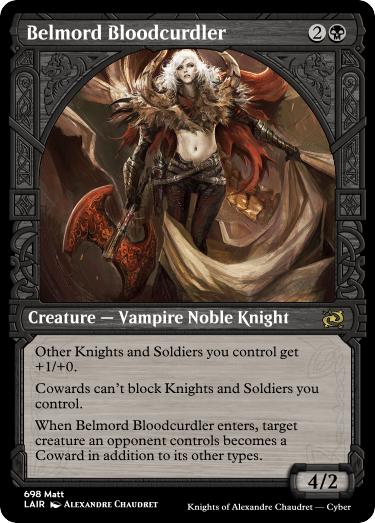 Belmord Bloodcurdler 2
Creature — Vampire Noble Knight
Other Knights and Soldiers you control get
+1/+0.
Cowards can't block Knights and Soldiers you
control.
When Belmord Bloodcurdler enters, target
creature an opponent controls becomes a
Coward in addition to its other types.
4/2
698 Matt
LAIR Alexandre Chaudret
Knights of Alexandre Chaudret — Cyber